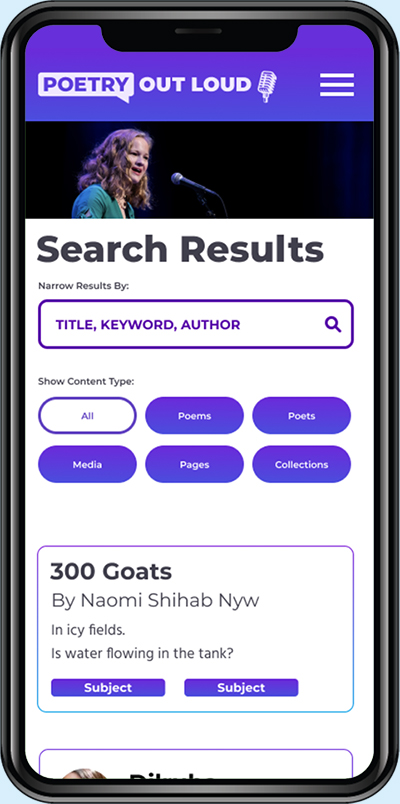 POETRY OUT LOUD
Search Results
Narrow Results By:
TITLE, KEYWORD, AUTHOR
Show Content Type:
All Poems Poets
Media Pages Collections
300 Goats
By Naomi Shihab Nyw
In icy fields.
Is water flowing in the tank?
Subject Subject